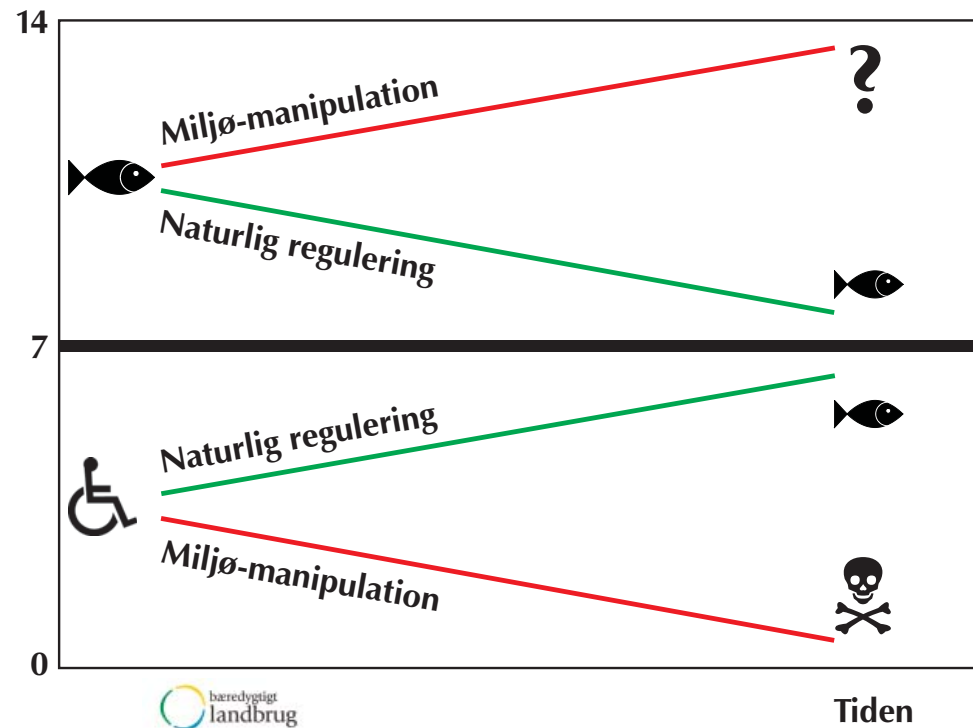 14
Miljø-manipulation
?
Naturlig regulering
7
Naturlig regulering
Miljø-manipulation
0
bæredygtigt
landbrug
Tiden